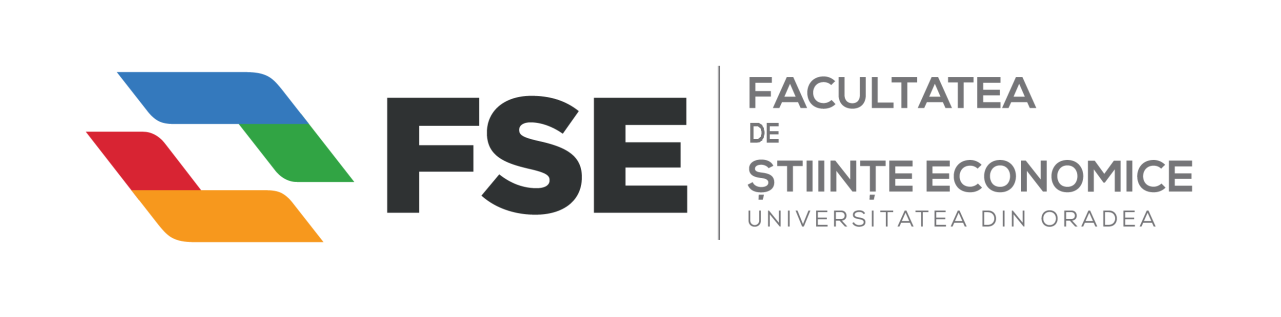 FSE
FACULTATEA
DE
ȘTIINȚE ECONOMICE
UNIVERSITATEA DIN ORADEA